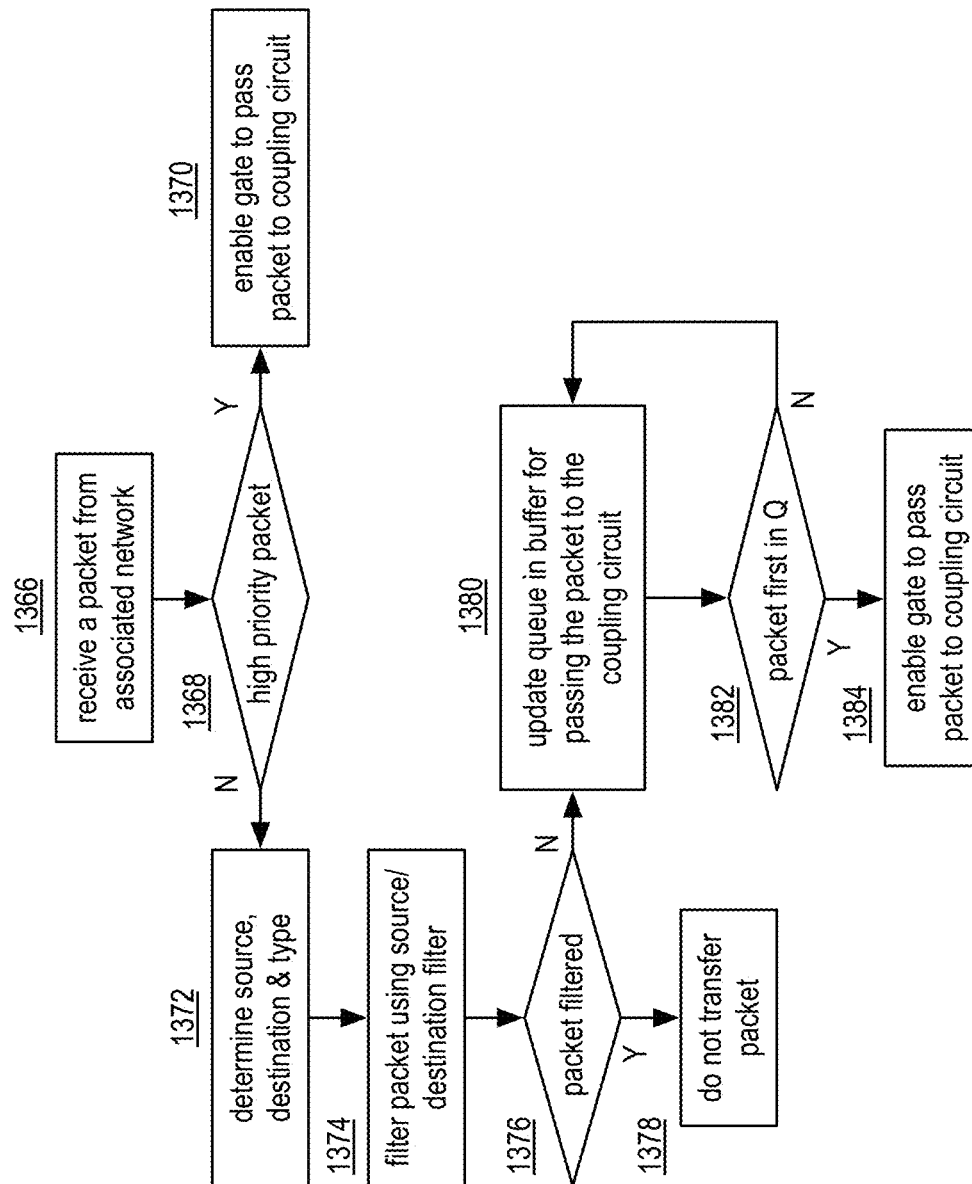 1366
receive a packet from
associated network
1368
high priority packet
Y
1370
enable gate to pass
packet to coupling circuit
N
1372
determine source,
destination & type
1374
filter packet using source/
destination filter
1376
packet filtered
Y
1378
do not transfer
packet
N
1380
update queue in buffer for
passing the packet to the
coupling circuit
1382
packet first in Q
N
Y
1384
enable gate to pass
packet to coupling circuit